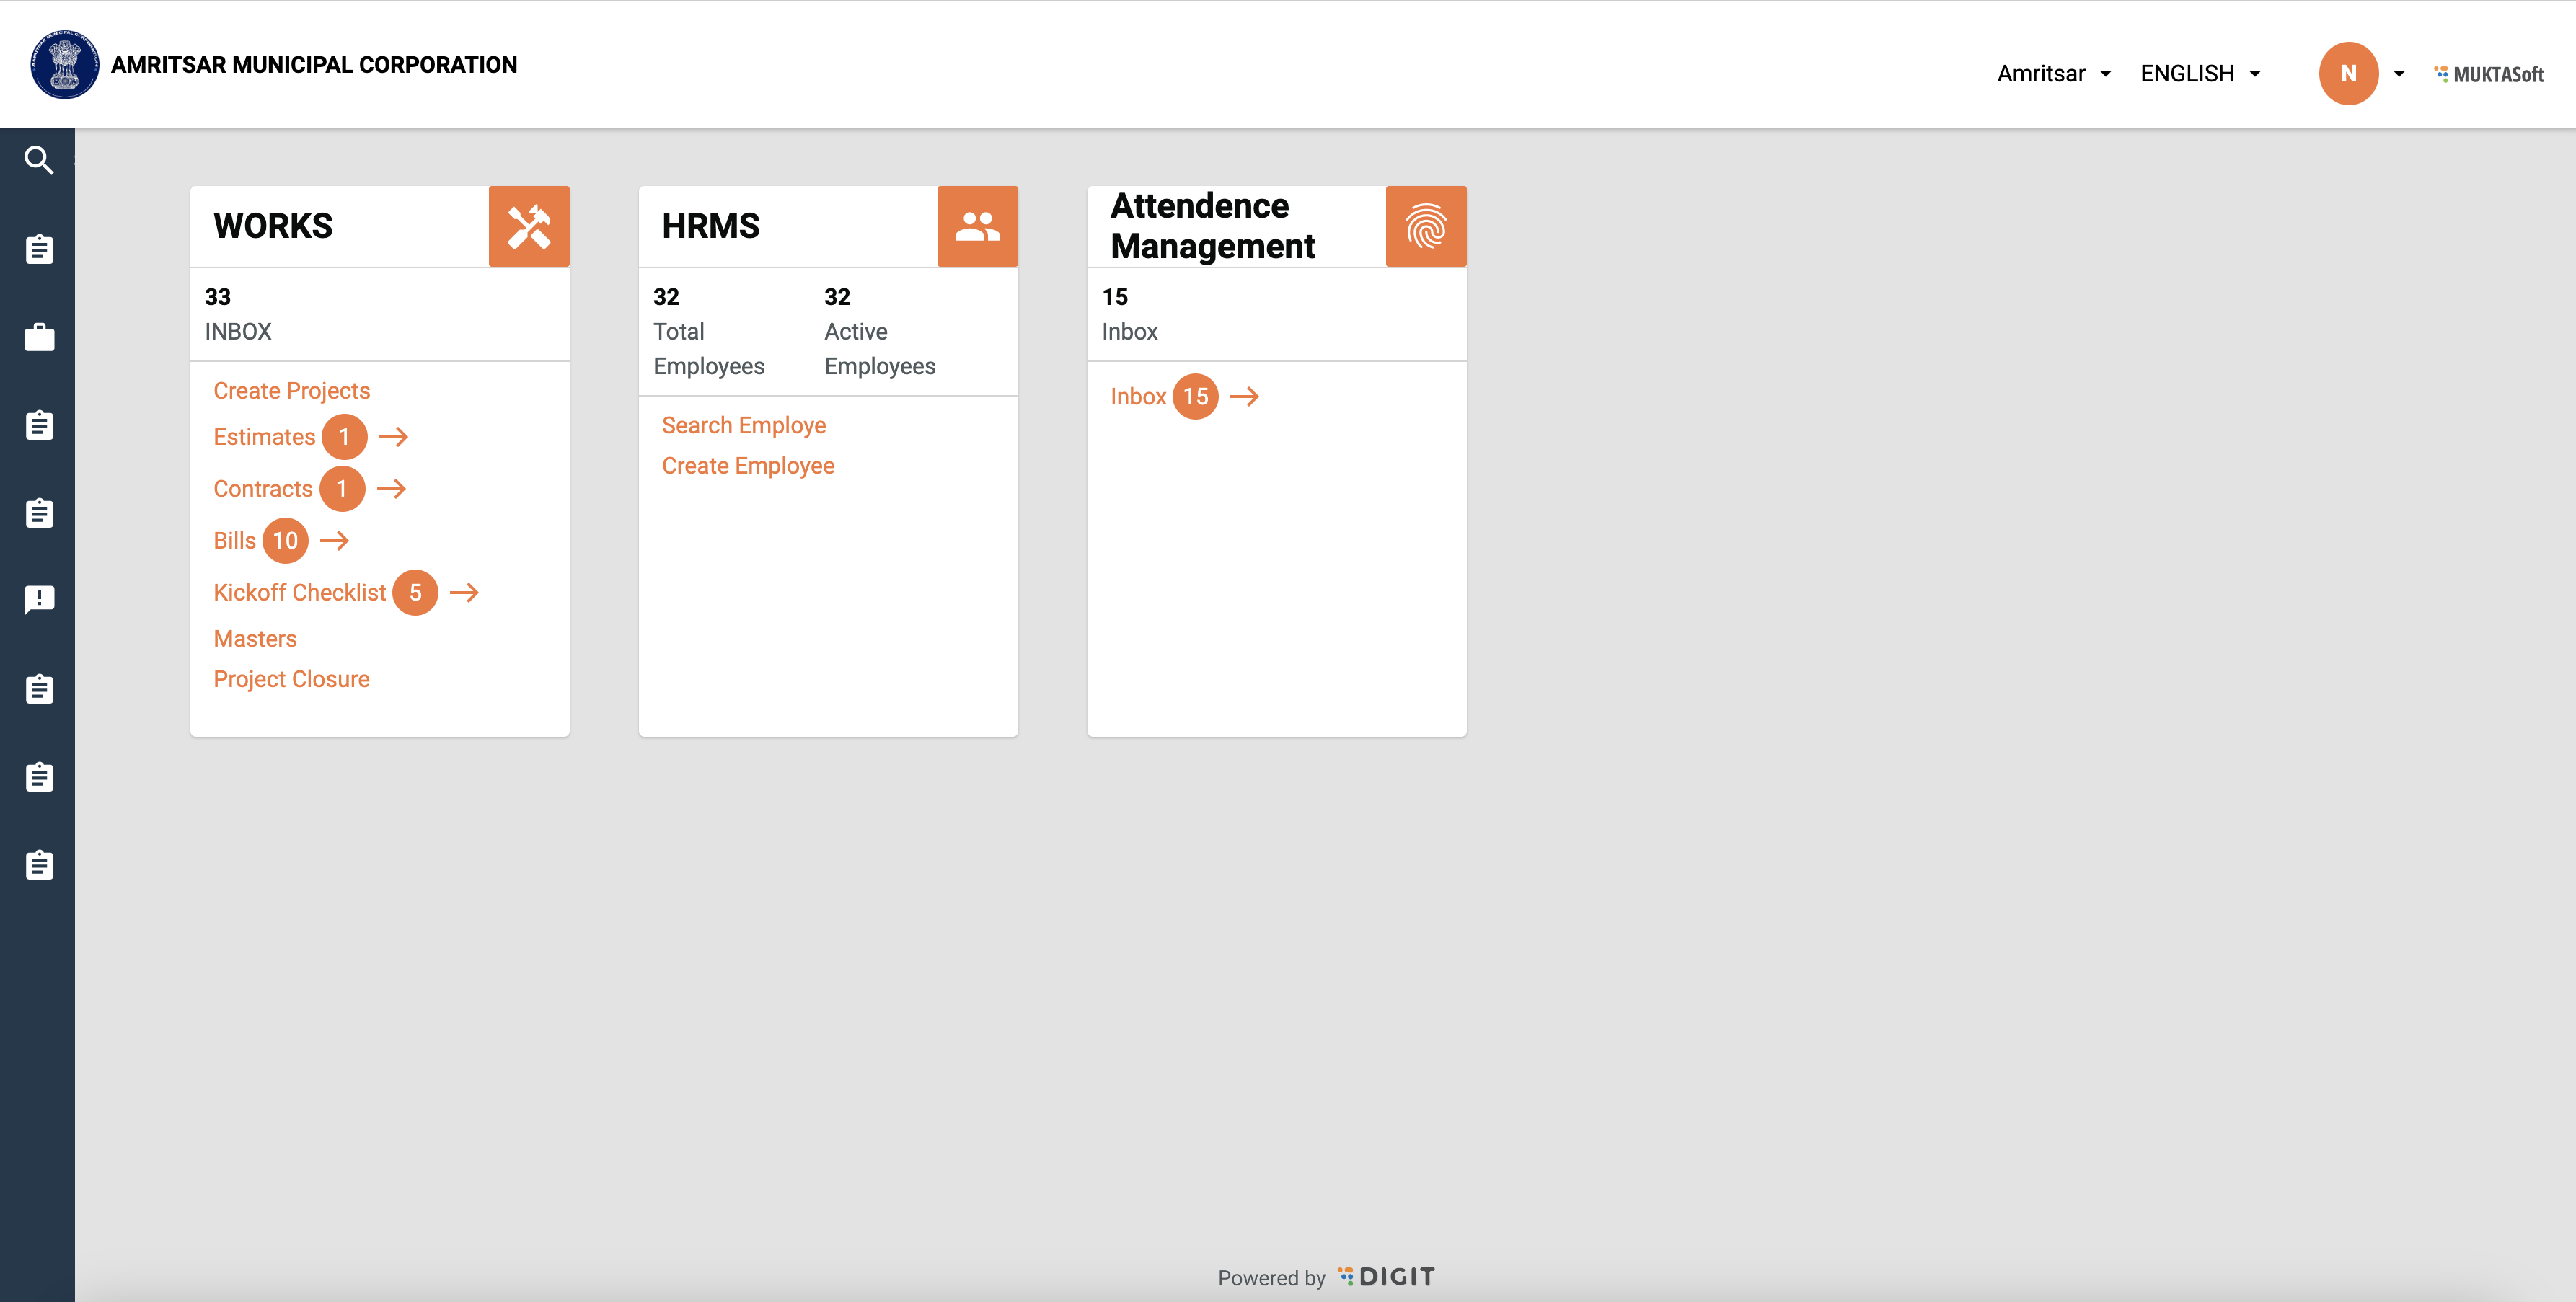 AMRITSAR MUNICIPAL CORPORATION
Amritsar
ENGLISH
N
MUKTASoft
WORKS
33
INBOX
Create Projects
Estimates 1
Contracts 1
Bills 10
Kickoff Checklist 5
Masters
Project Closure
HRMS
32
Total
Employees
32
Active
Employees
Search Employe
Create Employee
Attendence
Management
15
Inbox
Inbox 15
Powered by DIGIT